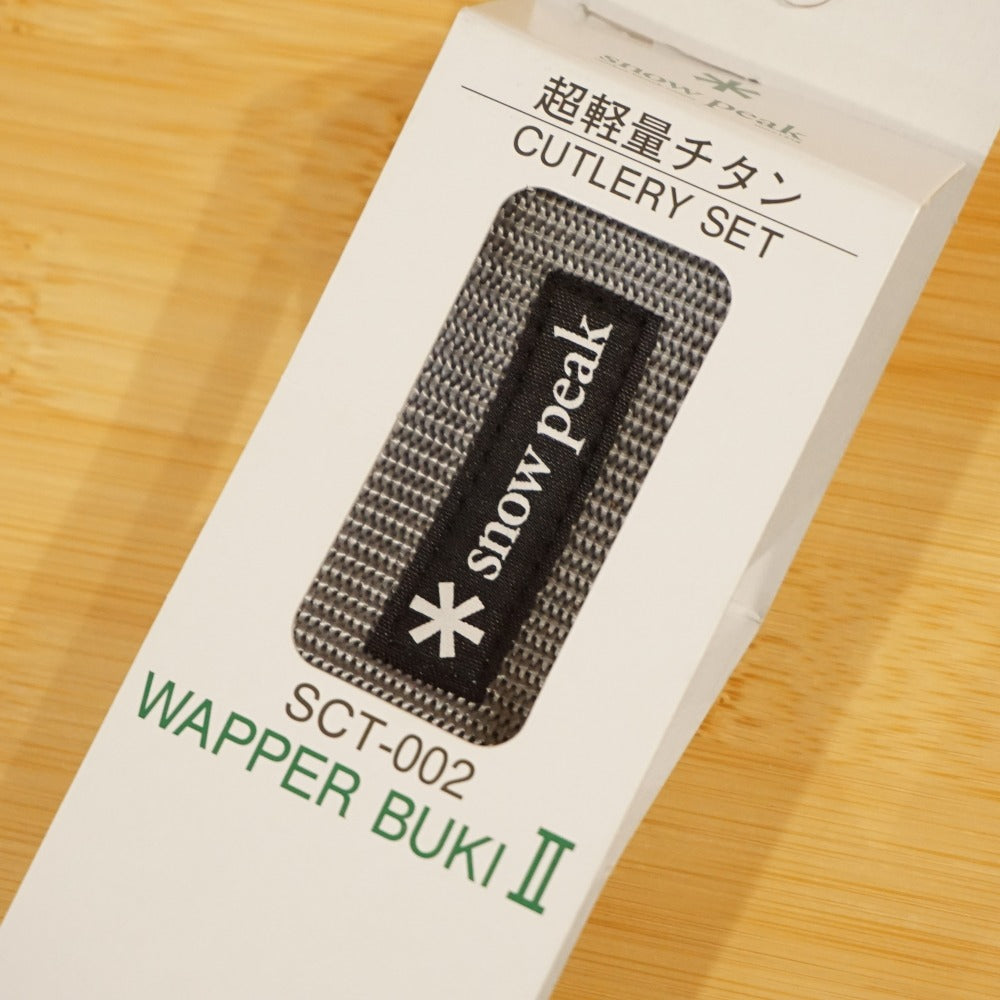 snow peak
超軽量チタン
CUTLERY SET
snow peak
SCT-002
WAPPER BUKI Ⅱ